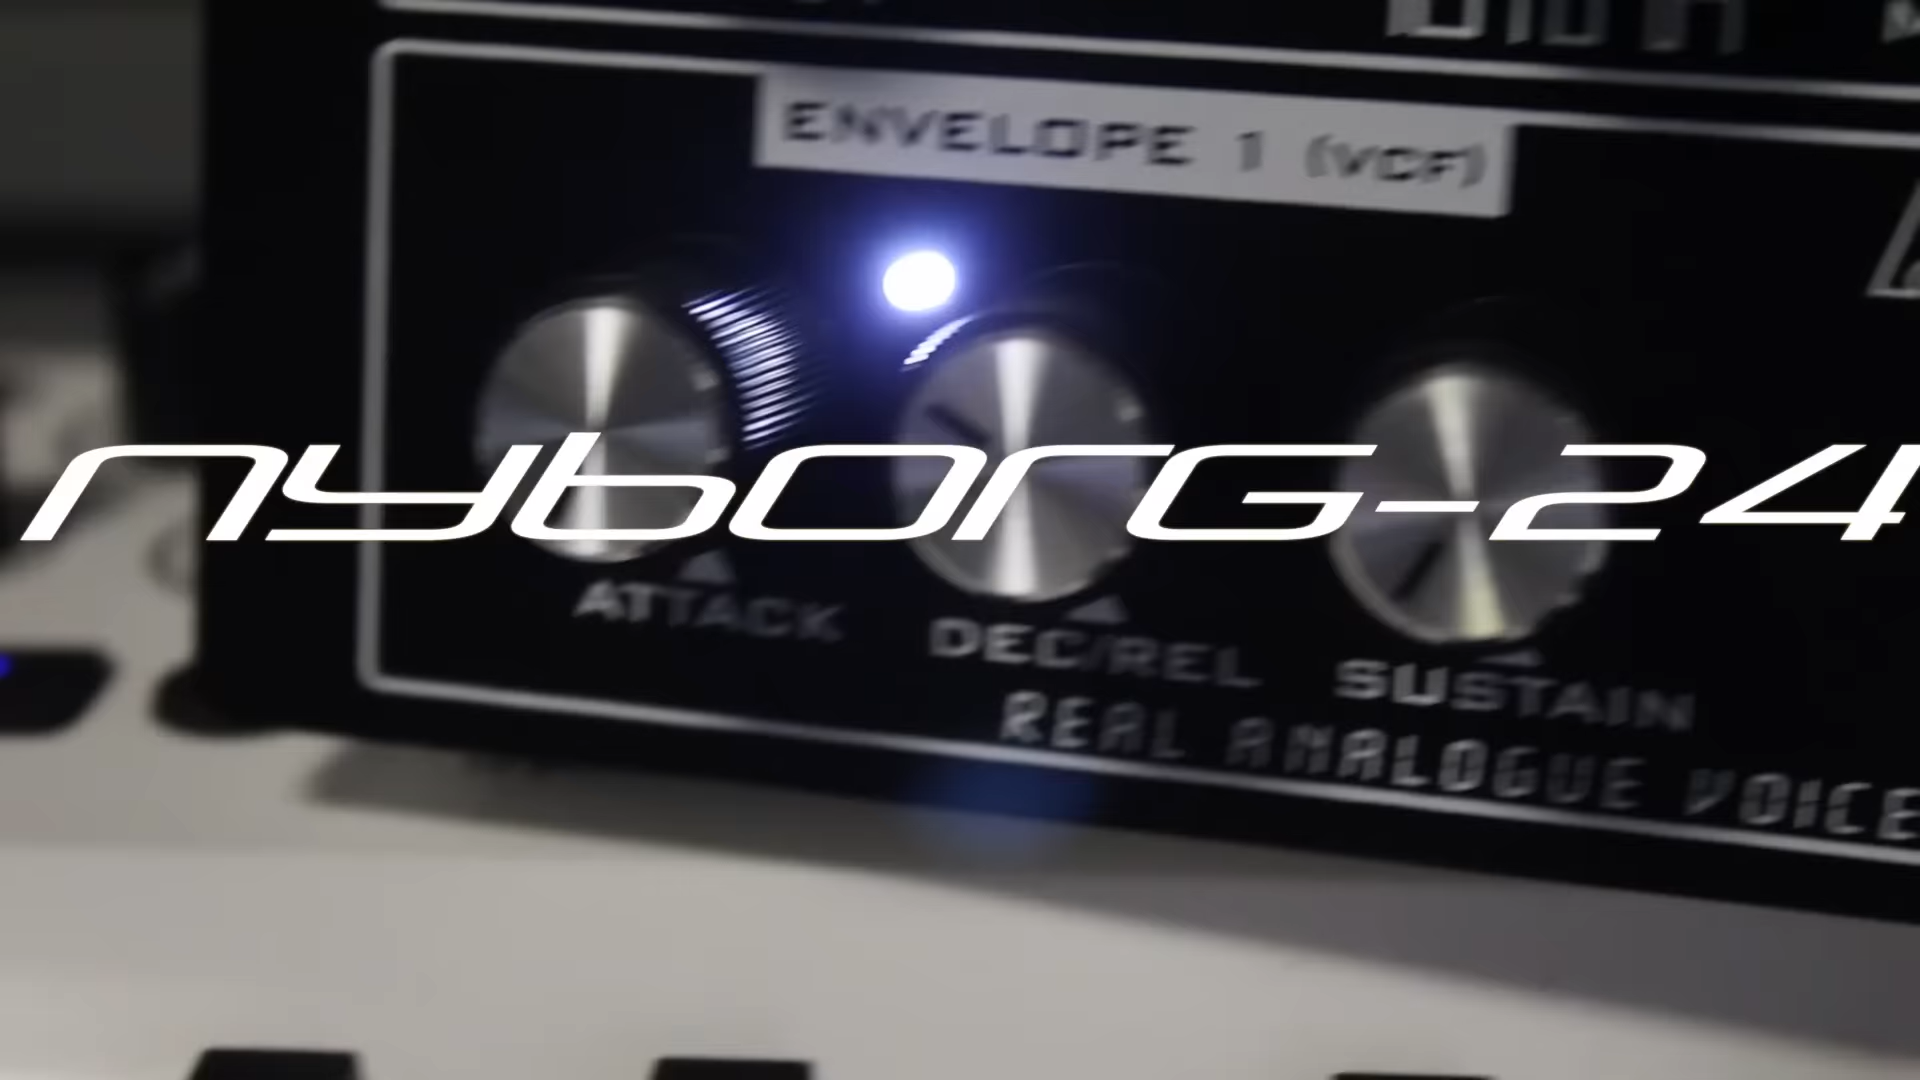 ENVELOPE 1 (VCF)
nyborg-24
ATTACK
DEC/REL
SUSTAIN
REAL ANALOGUE VOICE